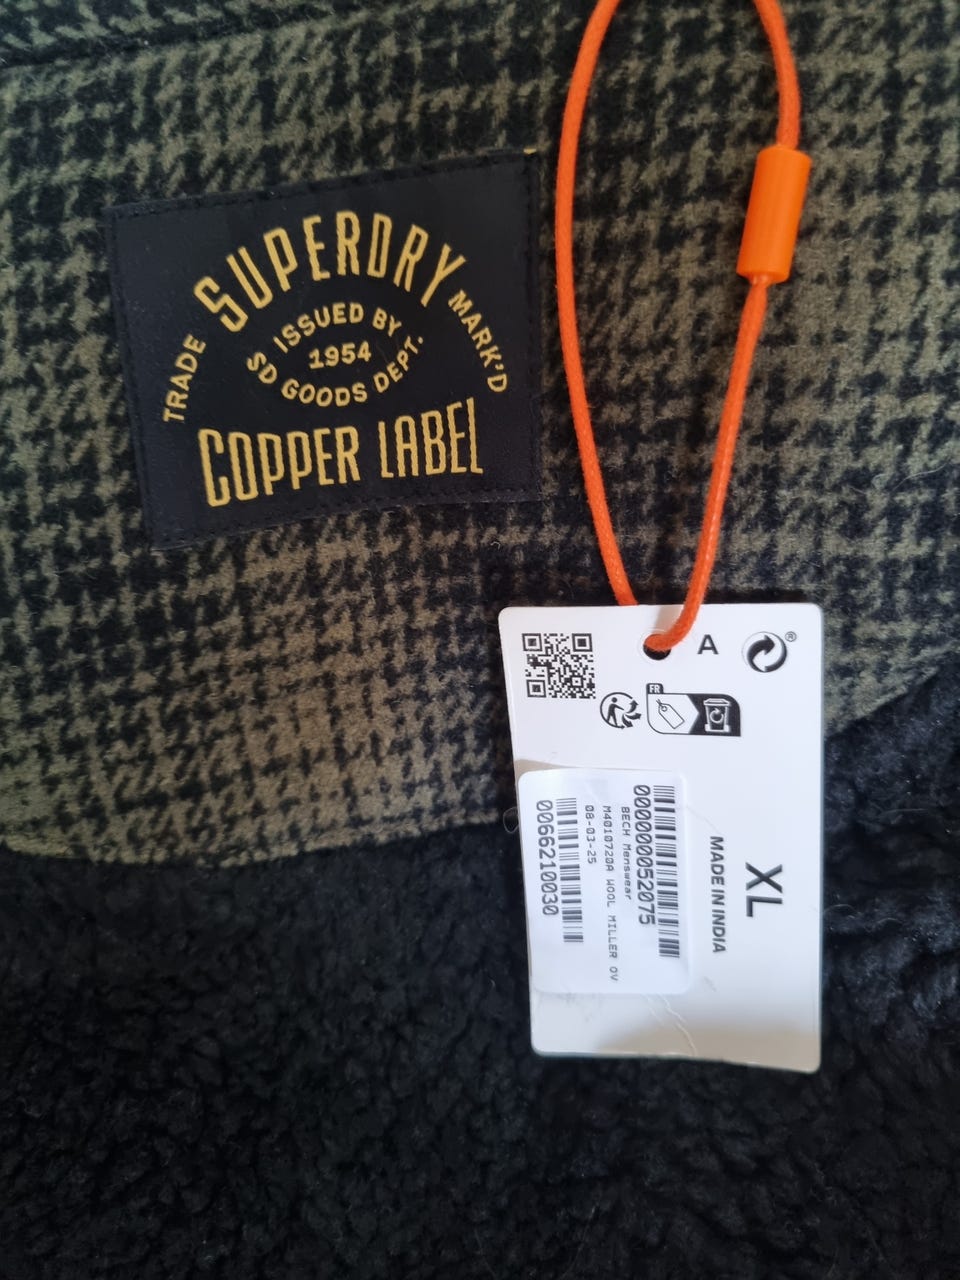 SUPERDRY
TRADE MARK'D
ISSUED BY
1954
SD GOODS DEPT.
COPPER LABEL
A
®
FR
XL
MADE IN INDIA
000000052075
BECH Menswear
M4010720A WOOL MILLER OV
08-03-25
0066210030